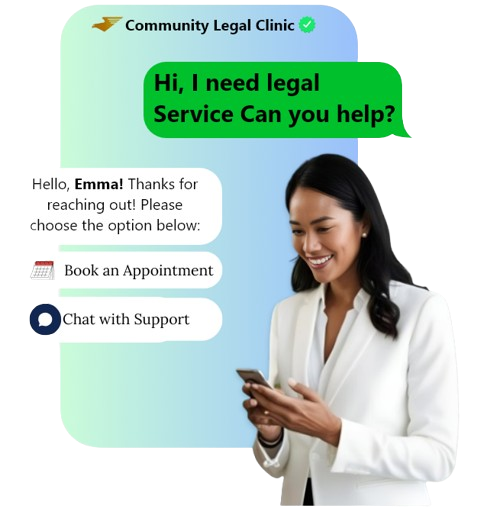 Community Legal Clinic
Hi, I need legal
Service Can you help?
Hello, Emma! Thanks for
reaching out! Please
choose the option below:
Book an Appointment
Chat with Support